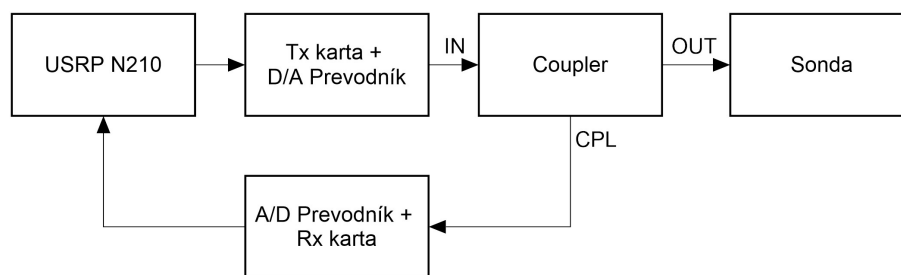 USRP N210
Tx karta +
D/A Prevodník
IN
Coupler
OUT
Sonda
CPL
A/D Prevodník +
Rx karta